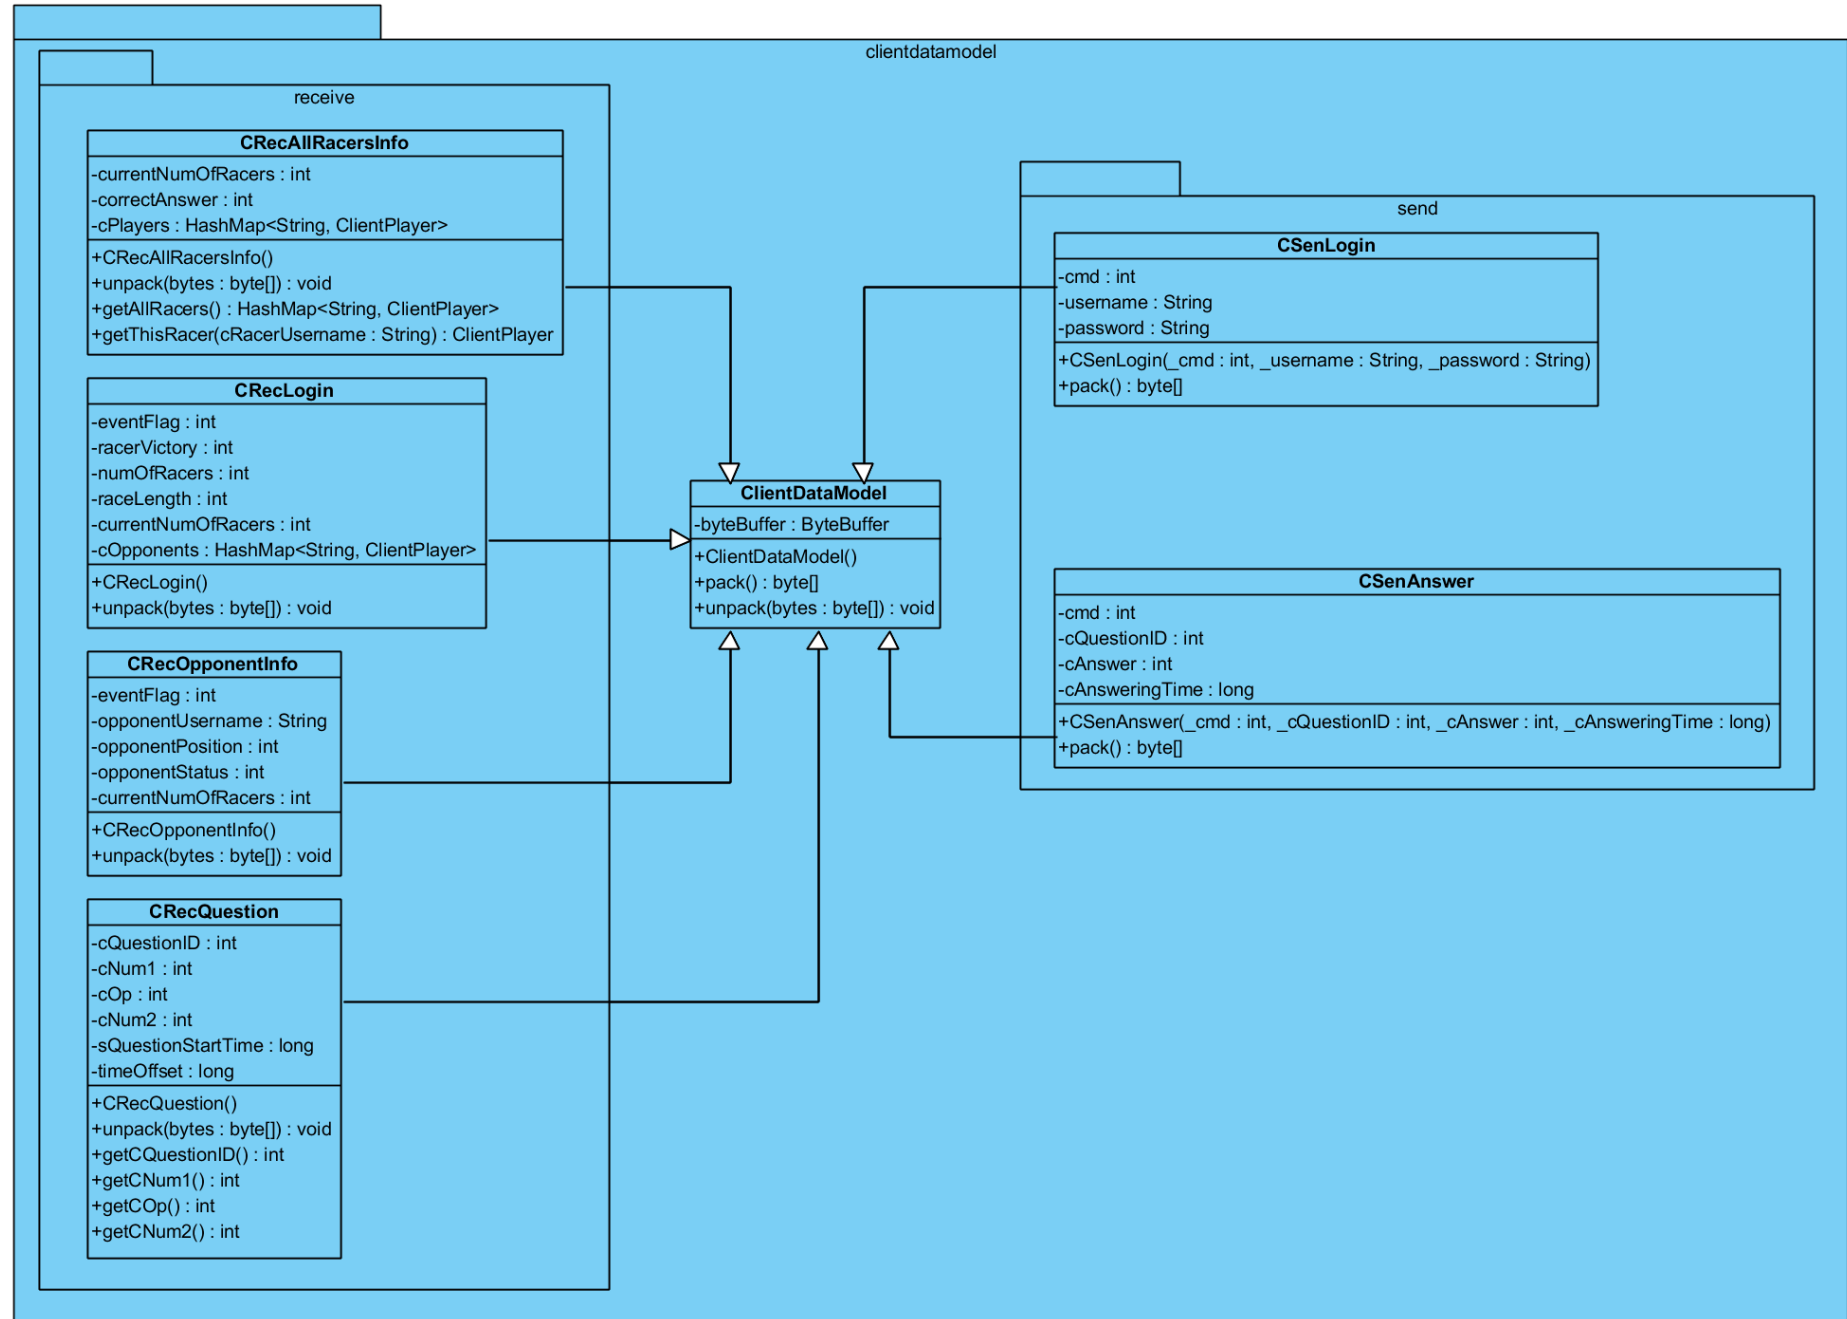 clientdatamodel
receive
CRecAllRacersInfo
-currentNumOfRacers : int
-correctAnswer : int
-cPlayers : HashMap<String, ClientPlayer>
+CRecAllRacersInfo()
+unpack(bytes : byte[]) : void
+getAllRacers() : HashMap<String, ClientPlayer>
+getThisRacer(cRacerUsername : String) : ClientPlayer
CRecLogin
-eventFlag : int
-racerVictory : int
-numOfRacers : int
-raceLength : int
-currentNumOfRacers : int
-cOpponents : HashMap<String, ClientPlayer>
+CRecLogin()
+unpack(bytes : byte[]) : void
CRecOpponentInfo
-eventFlag : int
-opponentUsername : String
-opponentPosition : int
-opponentStatus : int
-currentNumOfRacers : int
+CRecOpponentInfo()
+unpack(bytes : byte[]) : void
CRecQuestion
-cQuestionID : int
-cNum1 : int
-cOp : int
-cNum2 : int
-sQuestionStartTime : long
-timeOffset : long
+CRecQuestion()
+unpack(bytes : byte[]) : void
+getCQuestionID() : int
+getCNum1() : int
+getCOp() : int
+getCNum2() : int
ClientDataModel
-byteBuffer : ByteBuffer
+ClientDataModel()
+pack() : byte[]
+unpack(bytes : byte[]) : void
send
CSenLogin
-cmd : int
-username : String
-password : String
+CSenLogin(_cmd : int, _username : String, _password : String)
+pack() : byte[]
CSenAnswer
-cmd : int
-cQuestionID : int
-cAnswer : int
-cAnsweringTime : long
+CSenAnswer(_cmd : int, _cQuestionID : int, _cAnswer : int, _cAnsweringTime : long)
+pack() : byte[]